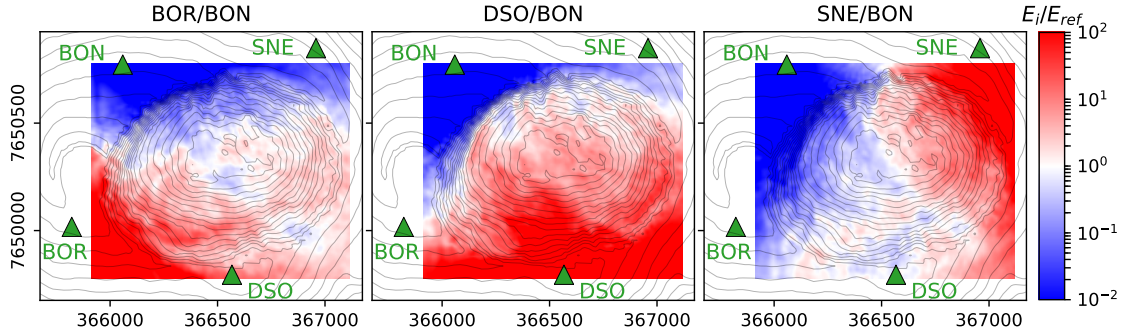 BOR/BON
DSO/BON
SNE/BON
E_i/E_ref
BON
SNE
BOR
DSO
BON
SNE
BOR
DSO
BON
SNE
BOR
DSO
7650500
7650000
366000
366500
367000
366000
366500
367000
366000
366500
367000
10^2
10^1
10^0
10^-1
10^-2